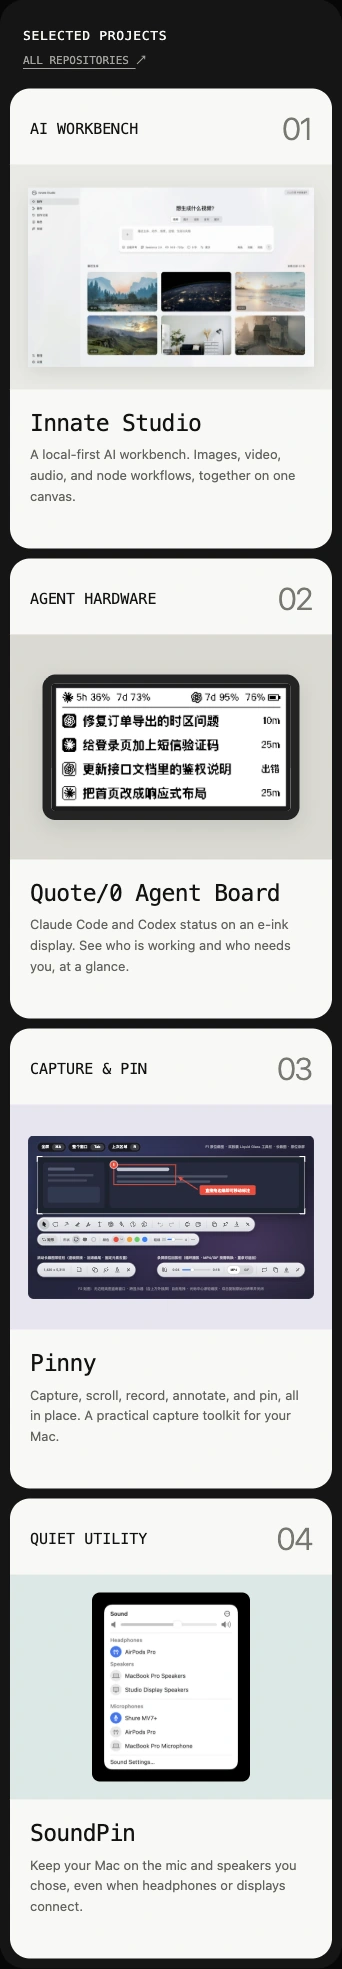 SELECTED PROJECTS
ALL REPOSITORIES ↗
AI WORKBENCH
01
想生成什么视频?
Innate Studio
A local-first AI workbench. Images, video,
audio, and node workflows, together on one
canvas.
AGENT HARDWARE
02
5h 36% 7d 73% 7d 95% 76%
修复订单导出的时区问题 10m
给登录页加上短信验证码 25m
更新接口文档里的鉴权说明 出错
把首页改成响应式布局 25m
Quote/0 Agent Board
Claude Code and Codex status on an e-ink
display. See who is working and who needs
you, at a glance.
CAPTURE & PIN
03
Pinny
Capture, scroll, record, annotate, and pin, all
in place. A practical capture toolkit for your
Mac.
QUIET UTILITY
04
Sound
Headphones
AirPods Pro
Speakers
MacBook Pro Speakers
Studio Display Speakers
Microphones
Shure MV7+
AirPods Pro
MacBook Pro Microphone
Sound Settings...
SoundPin
Keep your Mac on the mic and speakers you
chose, even when headphones or displays
connect.